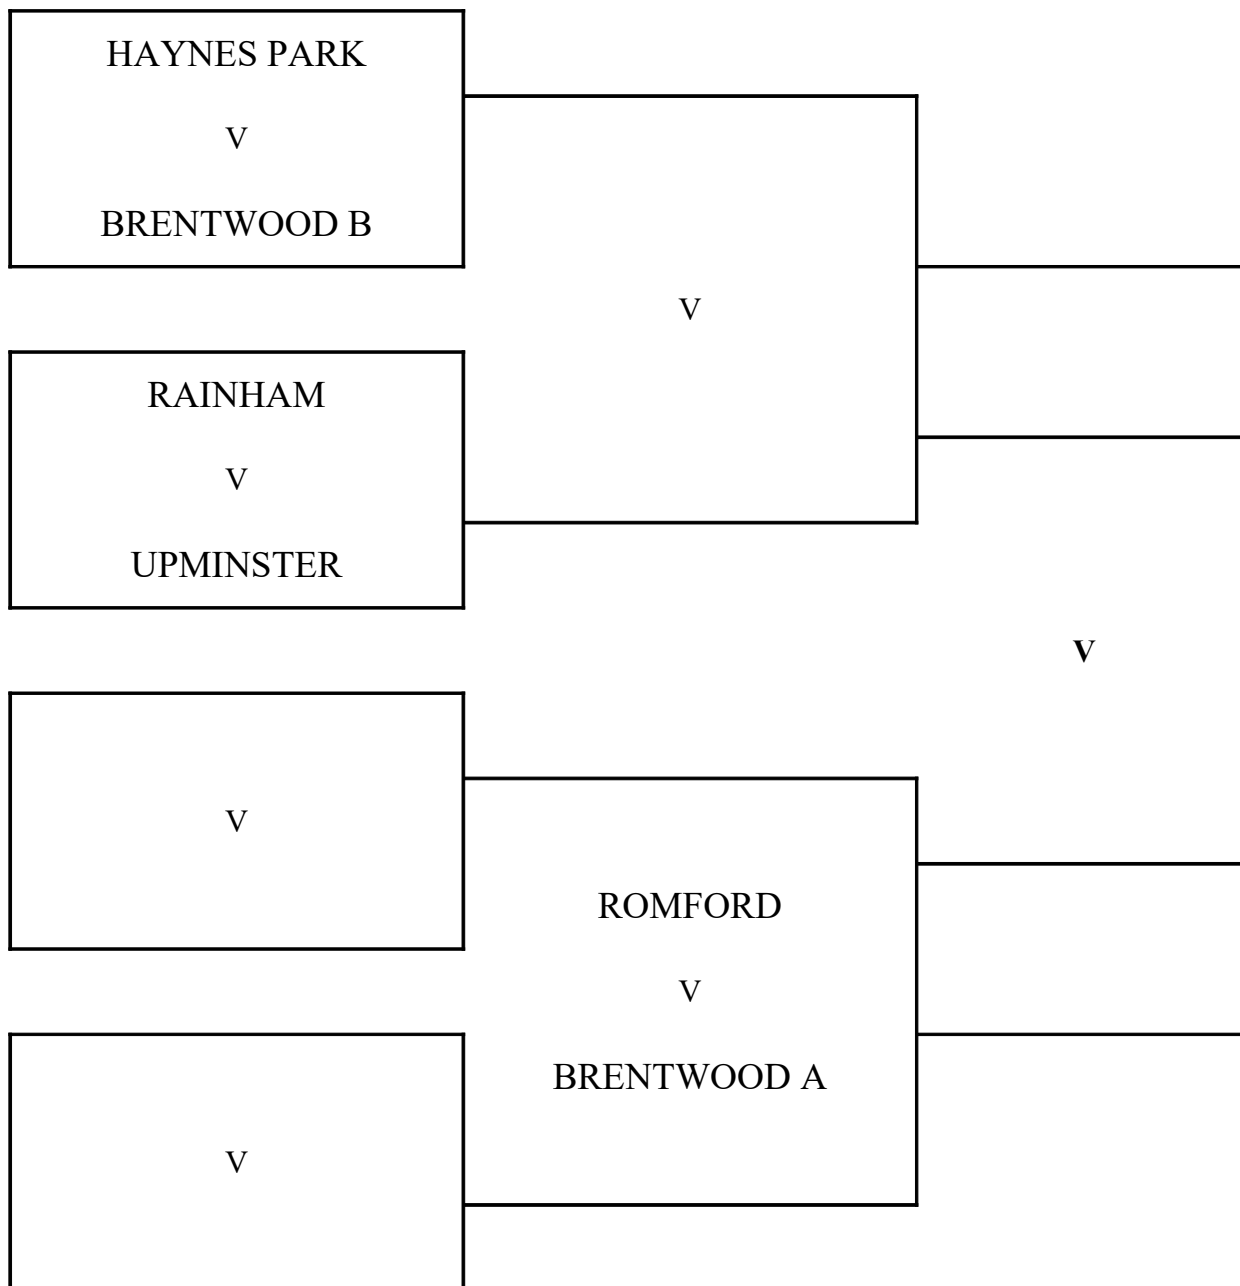 HAYNES PARK
V
BRENTWOOD B
V
RAINHAM
V
UPMINSTER
V
V
ROMFORD
V
BRENTWOOD A
V